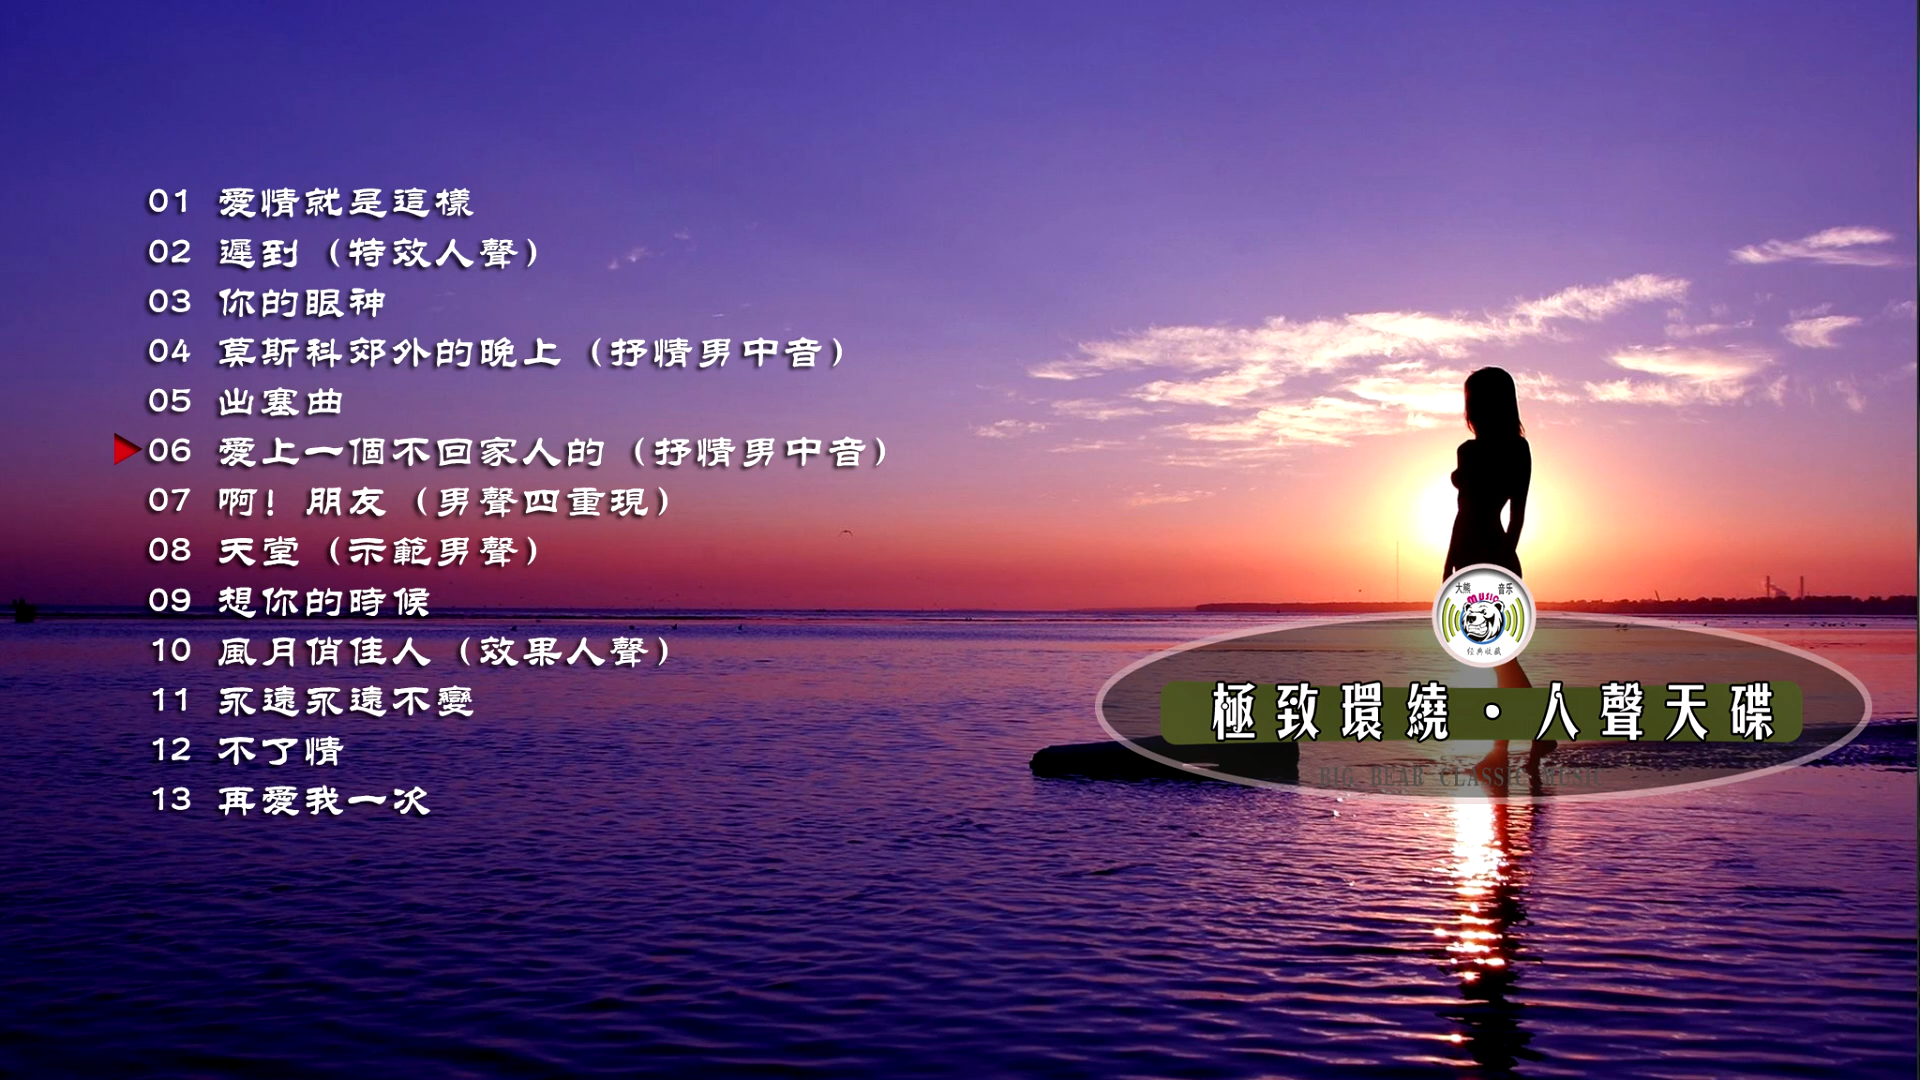 01 愛情就是這樣
02 遲到（特效人聲）
03 你的眼神
04 莫斯科郊外的晚上（抒情男中音）
05 出塞曲
06 愛上一個不回家人的（抒情男中音）
07 啊！朋友（男聲四重現）
08 天堂（示範男聲）
09 想你的時候
10 風月俏佳人（效果人聲）
11 永遠永遠不變
12 不了情
13 再愛我一次
大熊 音乐
MUSIC
经典收藏
極致環繞·人聲天碟
BIG BEAR CLASSIC MUSIC